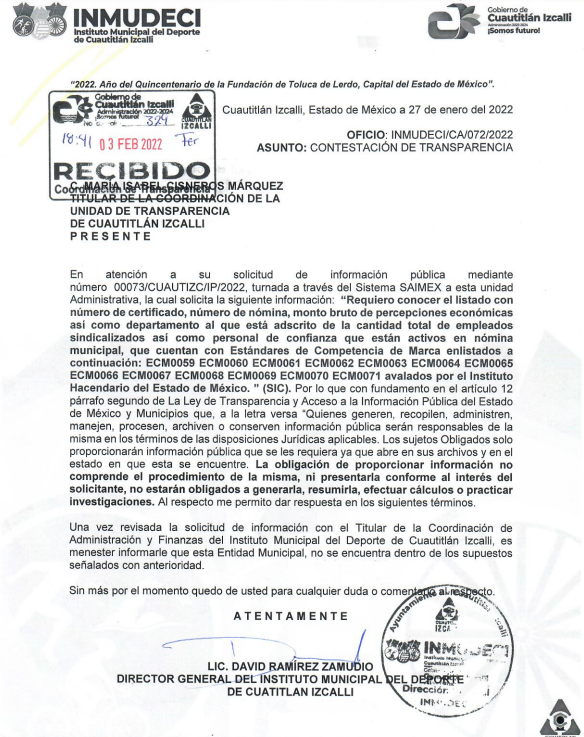 INMUDECI
Instituto Municipal del Deporte
de Cuautitlán Izcalli
Gobierno de
Cuautitlán Izcalli
Administración 2022-2024
¡Somos futuro!
"2022. Año del Quincentenario de la Fundación de Toluca de Lerdo, Capital del Estado de México".
Gobierno de
Cuautitlán Izcalli
Administración 2022-2024
¡Somos futuro!
IZCALLI
18:41 03 FEB 2022
RECIBIDO
Coordinación de Transparencia
Cuautitlán Izcalli, Estado de México a 27 de enero del 2022
OFICIO: INMUDECI/CA/072/2022
ASUNTO: CONTESTACIÓN DE TRANSPARENCIA
C. MARIA ISABEL CISNEROS MÁRQUEZ
TITULAR DE LA COORDINACIÓN DE LA
UNIDAD DE TRANSPARENCIA
DE CUAUTITLÁN IZCALLI
P R E S E N T E
En atención a su solicitud de información pública mediante
número 00073/CUAUTIZC/IP/2022, turnada a través del Sistema SAIMEX a esta unidad
Administrativa, la cual solicita la siguiente información: "Requiero conocer el listado con
número de certificado, número de nómina, monto bruto de percepciones económicas
así como departamento al que está adscrito de la cantidad total de empleados
sindicalizados así como personal de confianza que están activos en nómina
municipal, que cuentan con Estándares de Competencia de Marca enlistados a
continuación: ECM0059 ECM0060 ECM0061 ECM0062 ECM0063 ECM0064 ECM0065
ECM0066 ECM0067 ECM0068 ECM0069 ECM0070 ECM0071 avalados por el Instituto
Hacendario del Estado de México. " (SIC). Por lo que con fundamento en el artículo 12
párrafo segundo de La Ley de Transparencia y Acceso a la Información Pública del Estado
de México y Municipios que, a la letra versa "Quienes generen, recopilen, administren,
manejen, procesen, archiven o conserven información pública serán responsables de
la misma en los términos de las disposiciones Jurídicas aplicables. Los sujetos Obligados solo
proporcionarán información pública que se les requiera ya que abre en sus archivos y en el
estado en que esta se encuentre. La obligación de proporcionar información no
comprende el procedimiento de la misma, ni presentarla conforme al interés del
solicitante, no estarán obligados a generarla, resumirla, efectuar cálculos o practicar
investigaciones. Al respecto me permito dar respuesta en los siguientes términos.
Una vez revisada la solicitud de información con el Titular de la Coordinación de
Administración y Finanzas del Instituto Municipal del Deporte de Cuautitlán Izcalli, es
menester informarle que esta Entidad Municipal, no se encuentra dentro de los supuestos
señalados con anterioridad.
Sin más por el momento quedo de usted para cualquier duda o comentario al respecto.
A T E N T A M E N T E
LIC. DAVID RAMÍREZ ZAMUDIO
DIRECTOR GENERAL DEL INSTITUTO MUNICIPAL DEL DEPORTE
DE CUATITLAN IZCALLI
Ayuntamiento
INMUDECI
Cuautitlán Izcalli
Dirección